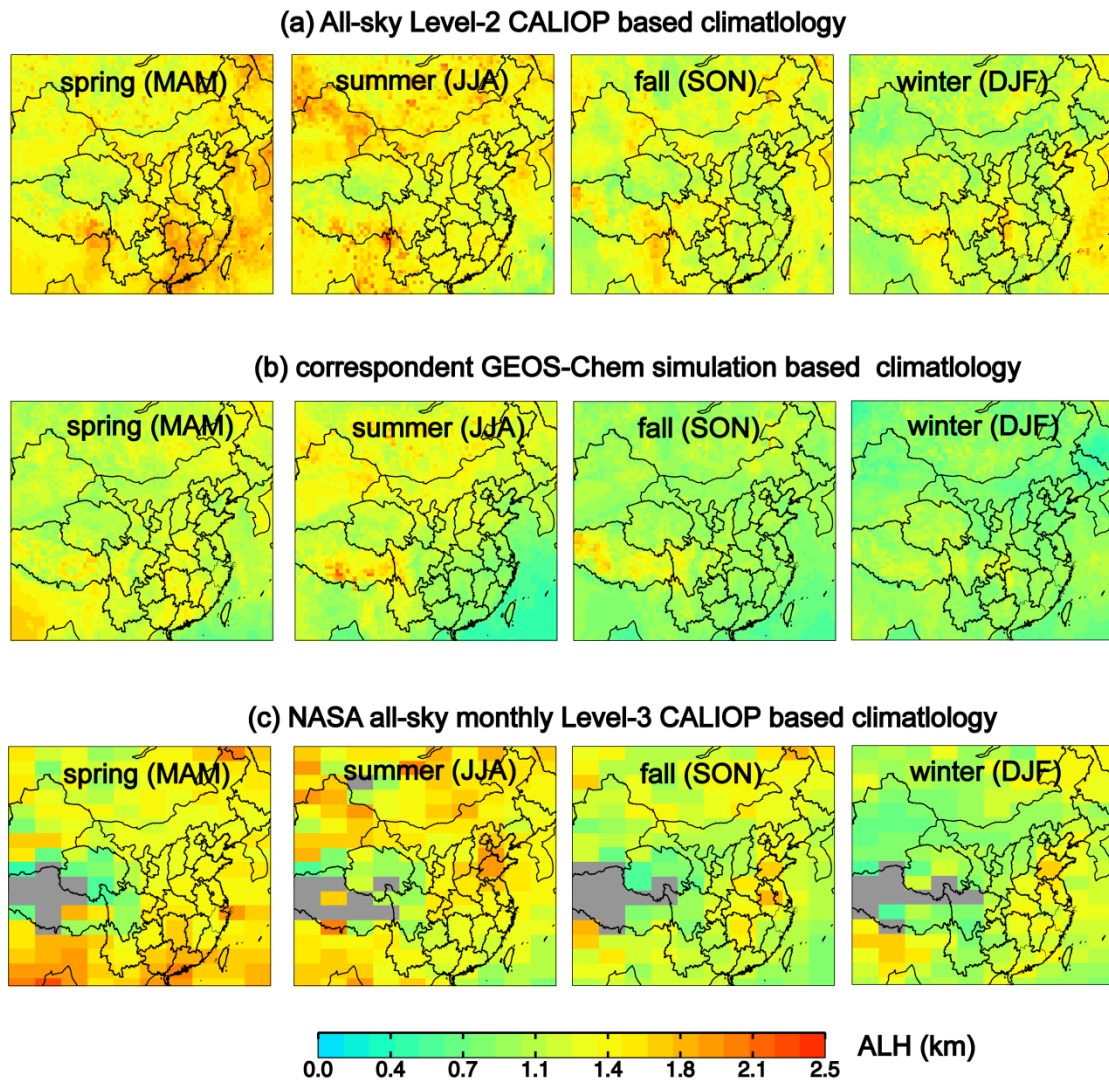 (a) All-sky Level-2 CALIOP based climatlology
spring (MAM)
summer (JJA)
fall (SON)
winter (DJF)
(b) correspondent GEOS-Chem simulation based climatlology
spring (MAM)
summer (JJA)
fall (SON)
winter (DJF)
(c) NASA all-sky monthly Level-3 CALIOP based climatlology
spring (MAM)
summer (JJA)
fall (SON)
winter (DJF)
ALH (km)
0.0 0.4 0.7 1.1 1.4 1.8 2.1 2.5